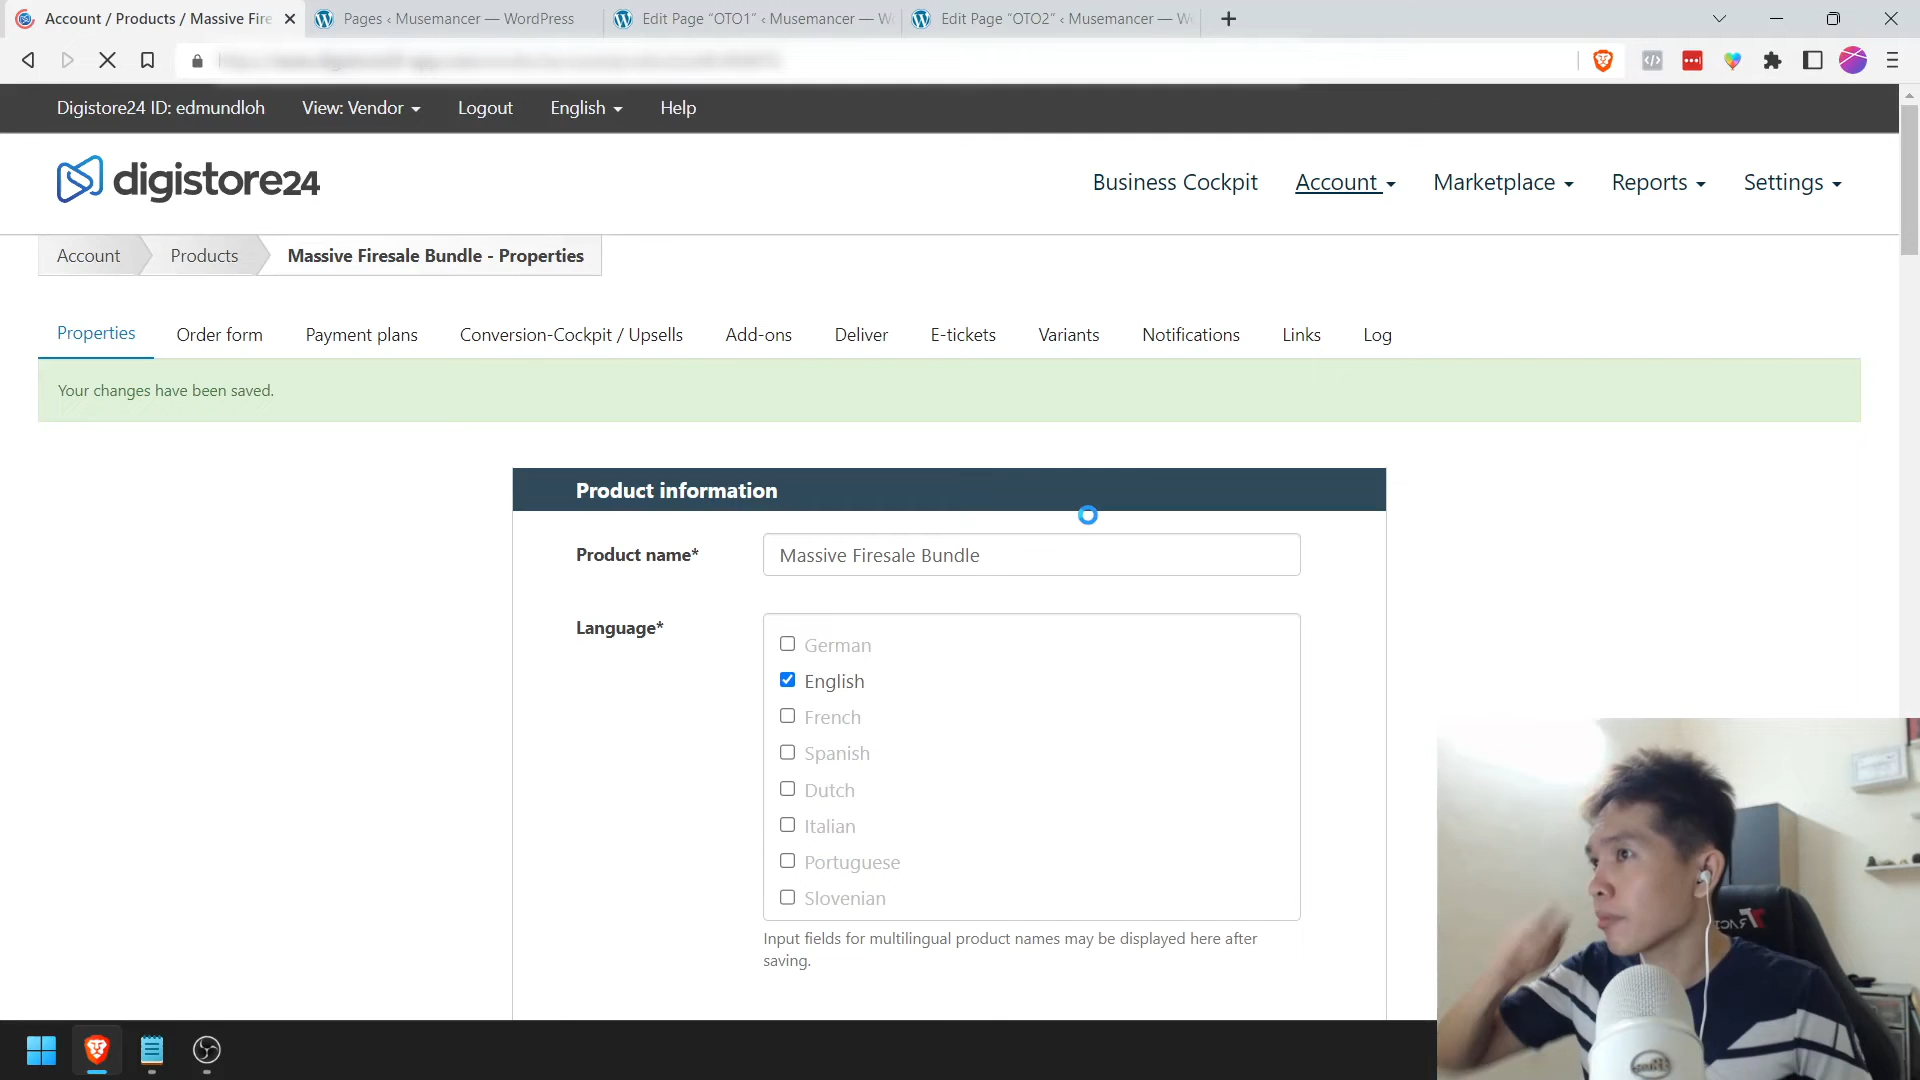 Account / Products / Massive Fire
Pages ‹ Musemancer — WordPress
Edit Page “OTO1” ‹ Musemancer — W
Edit Page “OTO2” ‹ Musemancer — W
Digistore24 ID: edmundloh
View: Vendor
Logout
English
Help
digistore24
Business Cockpit
Account
Marketplace
Reports
Settings
Account
Products
Massive Firesale Bundle - Properties
Properties
Order form
Payment plans
Conversion-Cockpit / Upsells
Add-ons
Deliver
E-tickets
Variants
Notifications
Links
Log
Your changes have been saved.
Product information
Product name*
Massive Firesale Bundle
Language*
German
English
French
Spanish
Dutch
Italian
Portuguese
Slovenian
Input fields for multilingual product names may be displayed here after
saving.